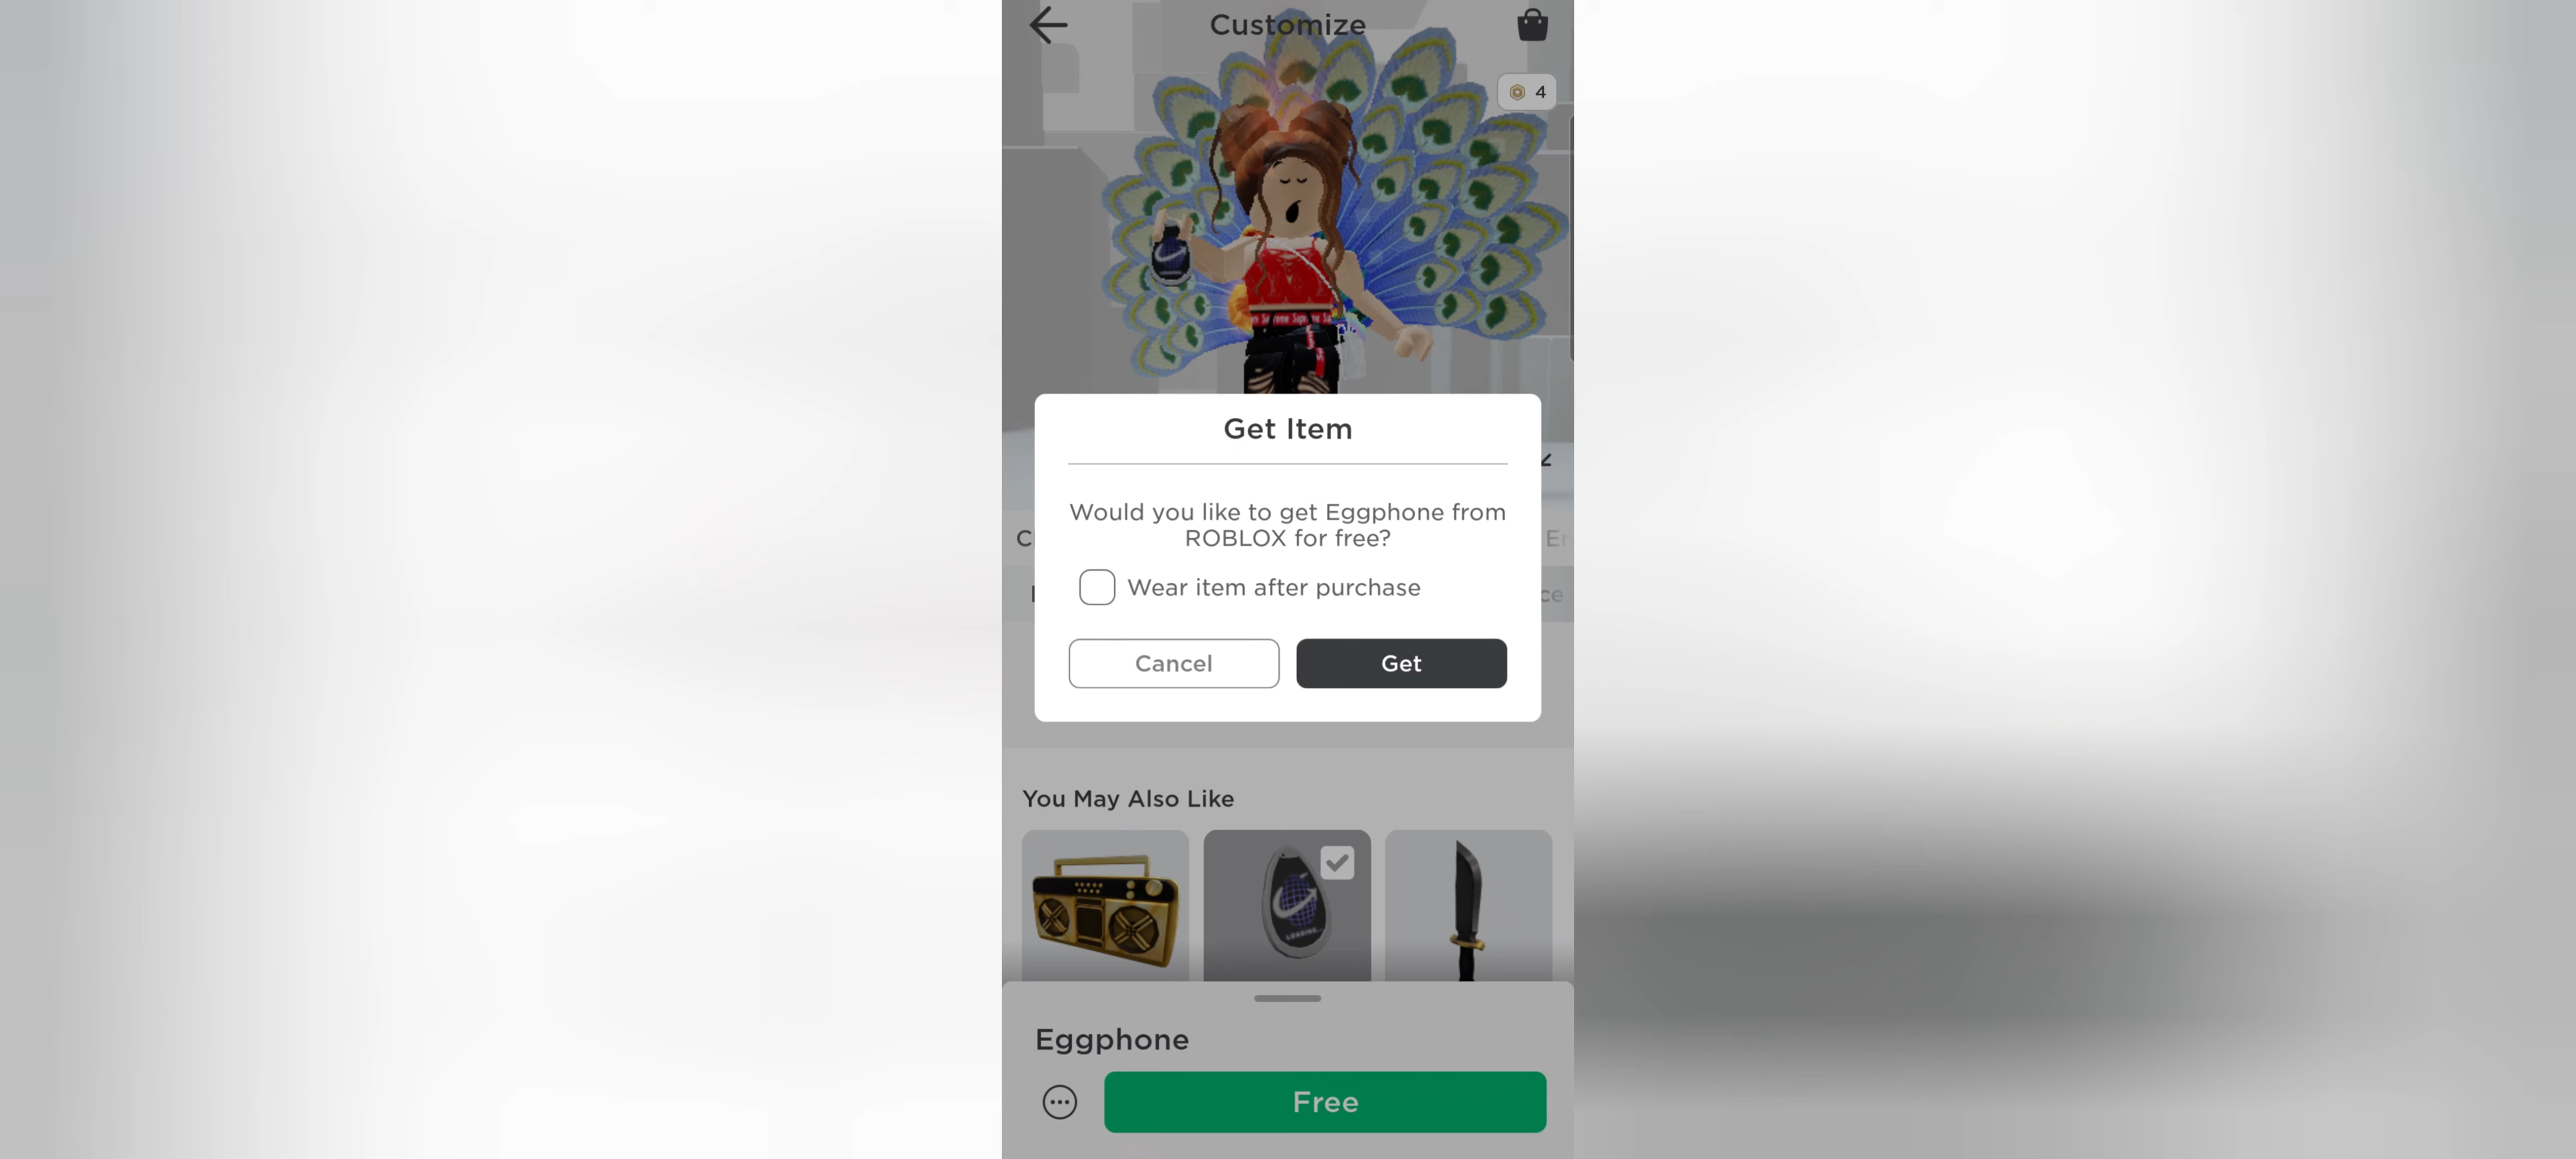 Customize
4
Get Item
Would you like to get Eggphone from
ROBLOX for free?
Wear item after purchase
Cancel
Get
You May Also Like
LOADING...
Eggphone
Free